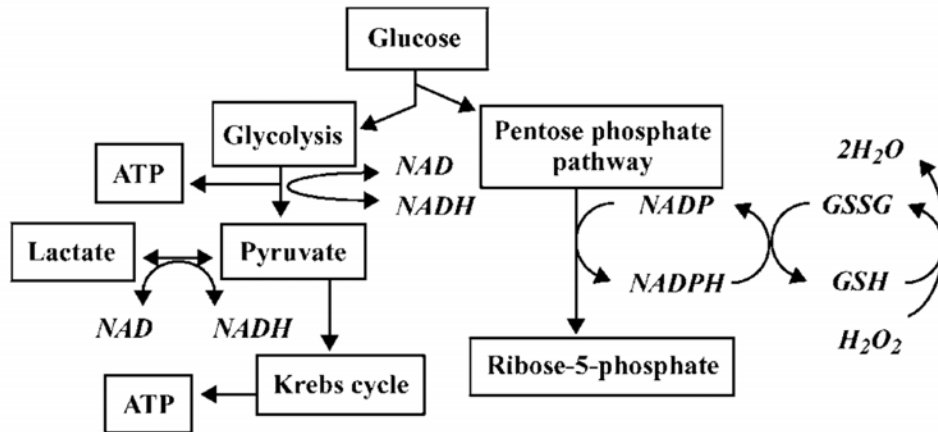 Glucose
Glycolysis
Pentose phosphate
pathway
ATP
NAD
NADH
NADP
NADPH
2H₂O
GSSG
GSH
H₂O₂
Lactate
Pyruvate
NAD
NADH
Krebs cycle
ATP
Ribose-5-phosphate